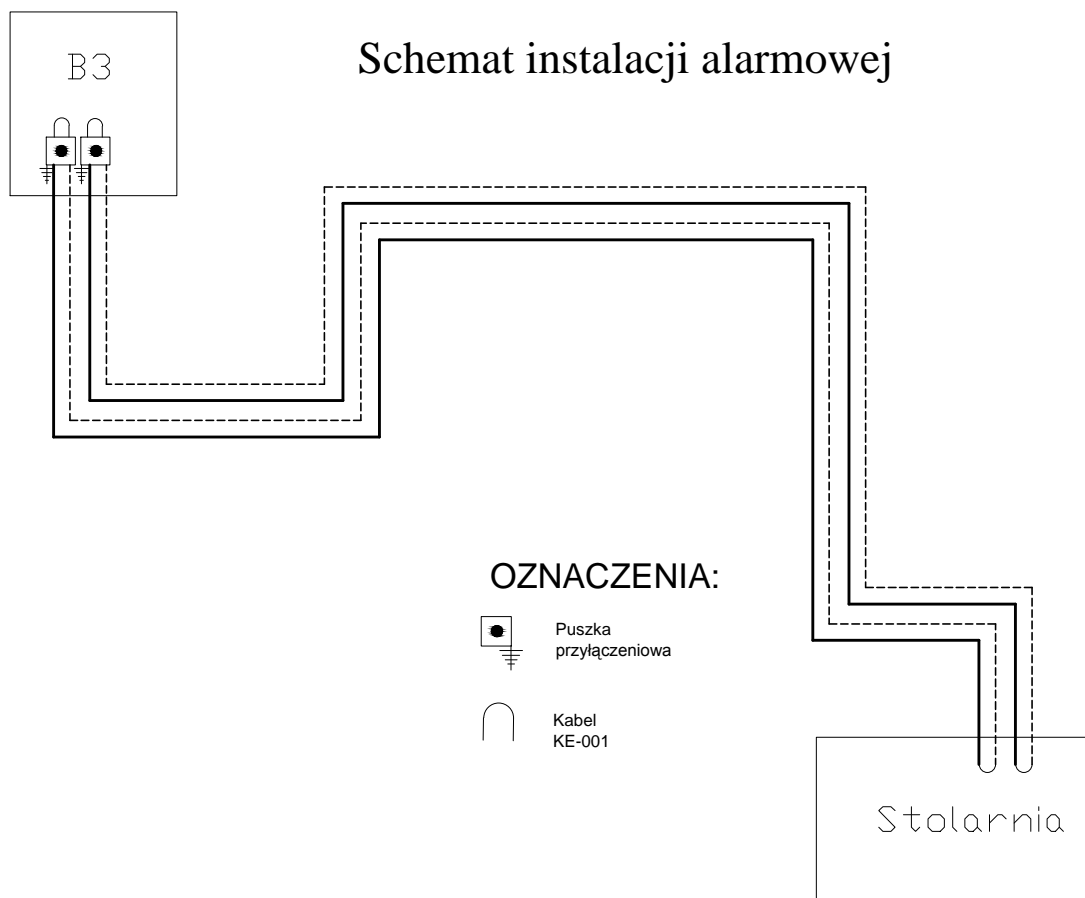 B3
Schemat instalacji alarmowej
OZNACZENIA:
Puszka
przyłączeniowa
Kabel
KE-001
Stolarnia